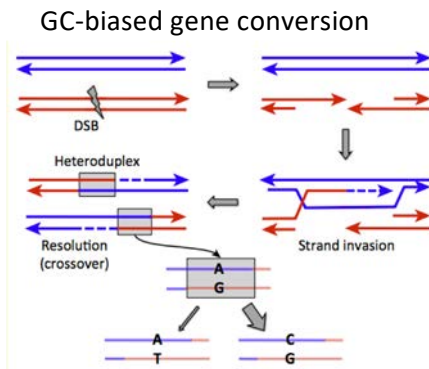 GC-biased gene conversion
DSB
Heteroduplex
Resolution
(crossover)
Strand invasion
A
G
A
T
C
G